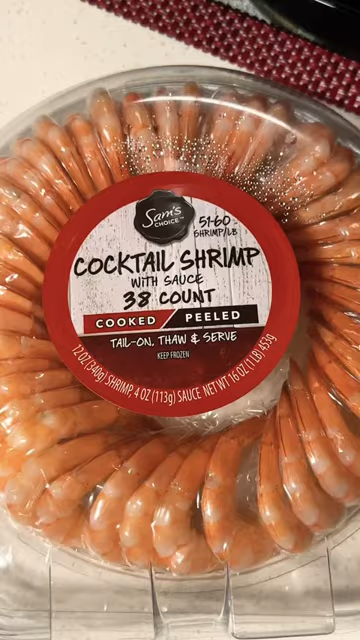 Sam's
CHOICE™
51-60
SHRIMP/LB
COCKTAIL SHRIMP
WITH SAUCE
38 COUNT
COOKED PEELED
TAIL-ON, THAW & SERVE
KEEP FROZEN
12 OZ (340g) SHRIMP, 4 OZ (113g) SAUCE NET WT 16 OZ (1 LB) 453g